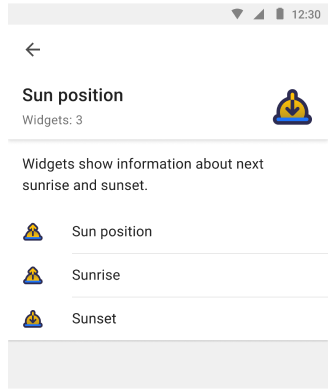 12:30
Sun position
Widgets: 3
Widgets show information about next
sunrise and sunset.
Sun position
Sunrise
Sunset